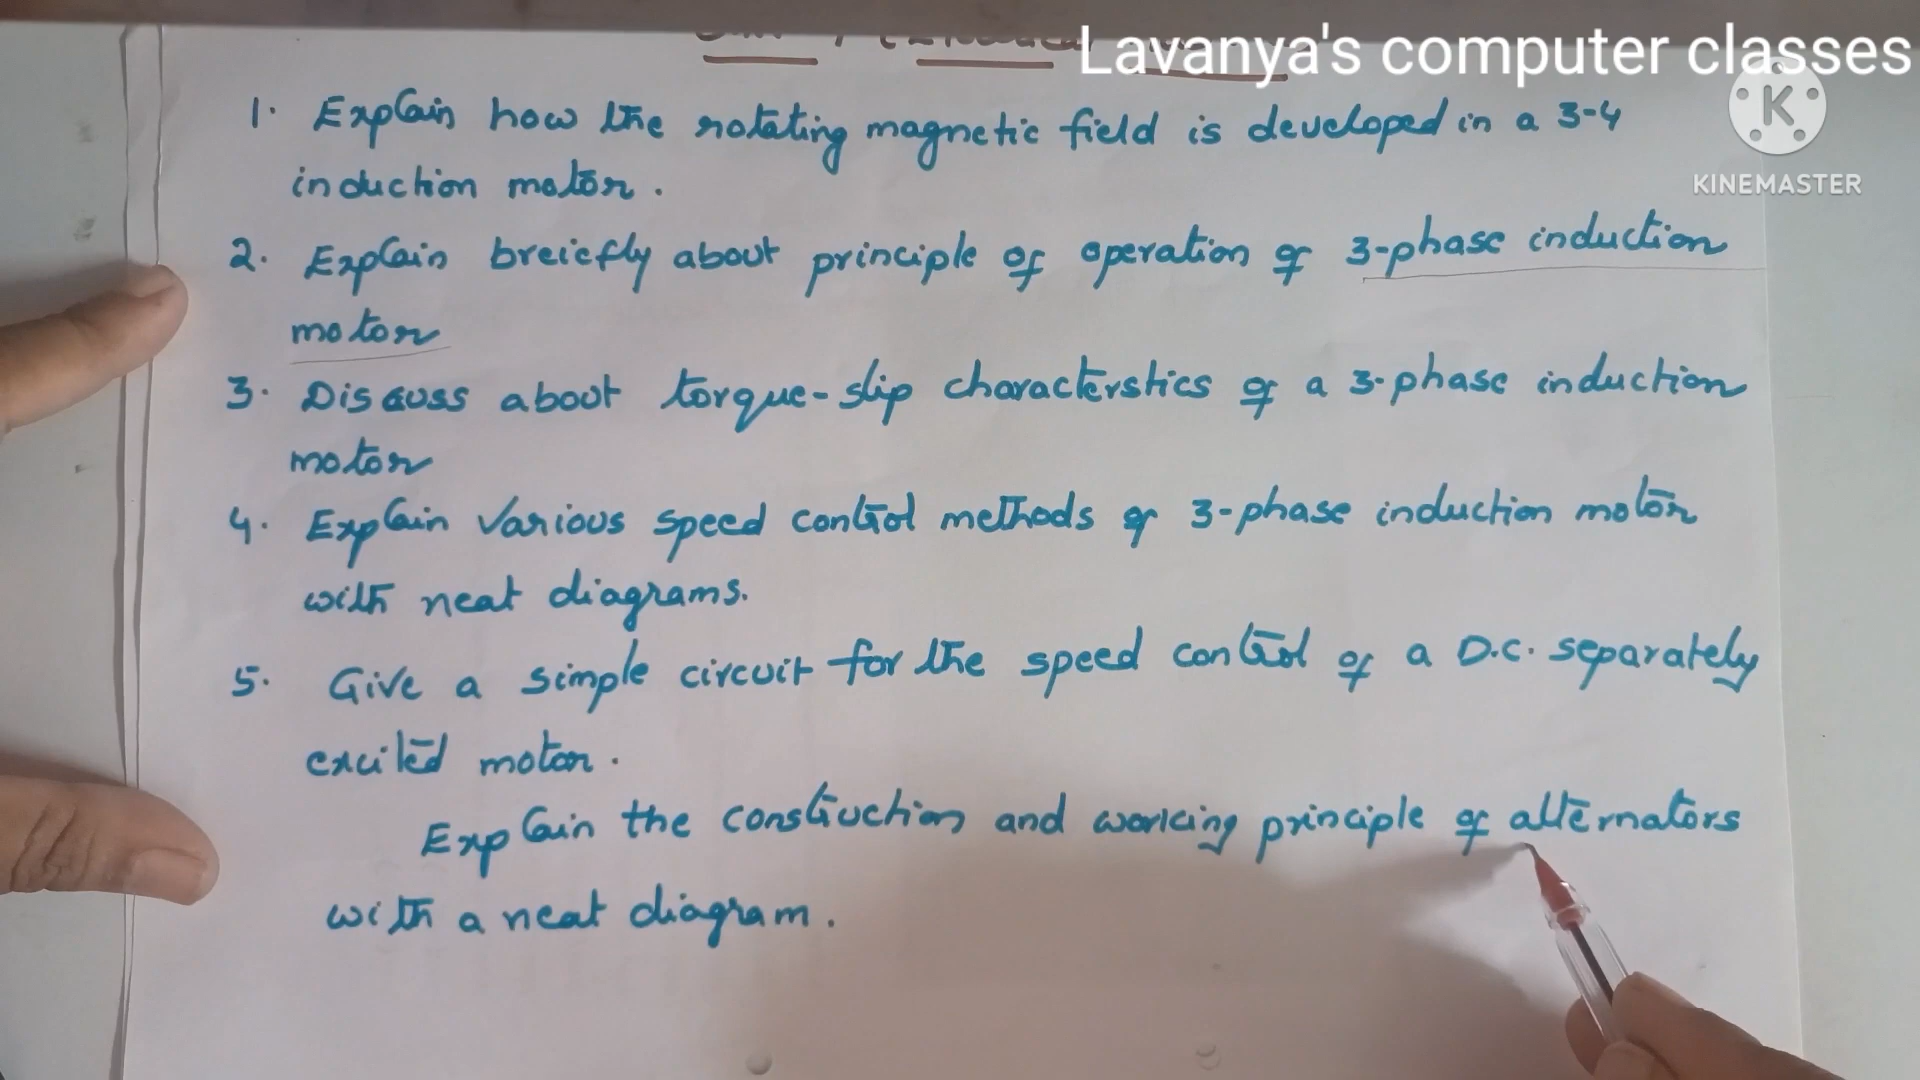 Lavanya's computer classes
KINEMASTER
1. Explain how the rotating magnetic field is developed in a 3-4
induction motor.
2. Explain breiefly about principle of operation of 3-phase induction
motor
3. Discuss about torque-slip characterstics of a 3-phase induction
motor
4. Explain various speed control methods of 3-phase induction motor
with neat diagrams.
5. Give a simple circuit for the speed control of a D.C. separately
excited motor.
Explain the construction and working principle of alternators
with a neat diagram.